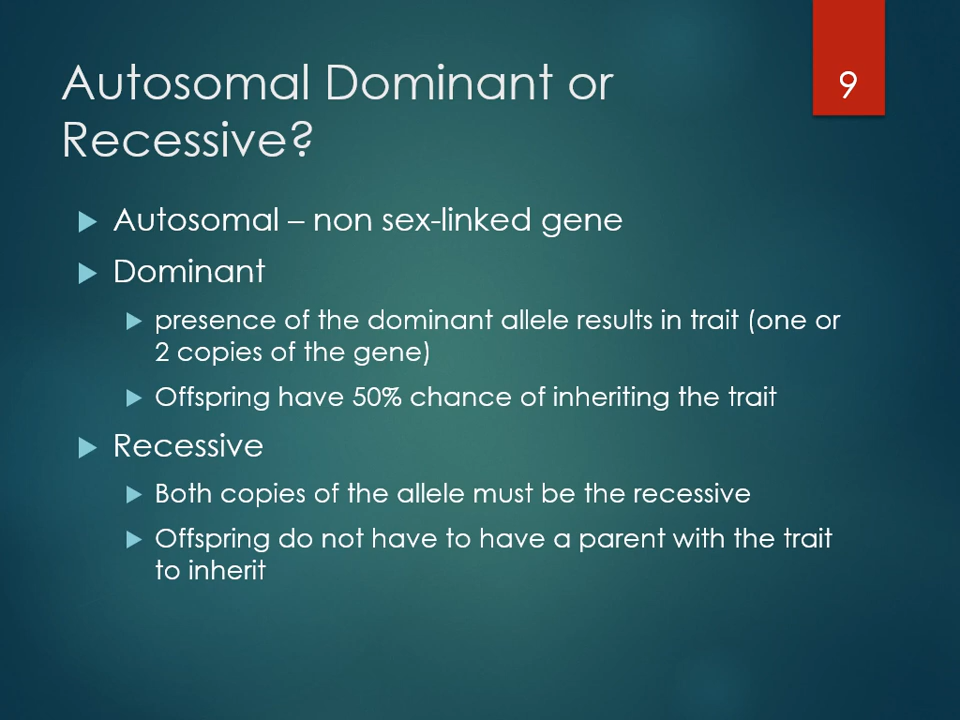 Autosomal Dominant or
Recessive?
9
Autosomal – non sex-linked gene
Dominant
presence of the dominant allele results in trait (one or
2 copies of the gene)
Offspring have 50% chance of inheriting the trait
Recessive
Both copies of the allele must be the recessive
Offspring do not have to have a parent with the trait
to inherit